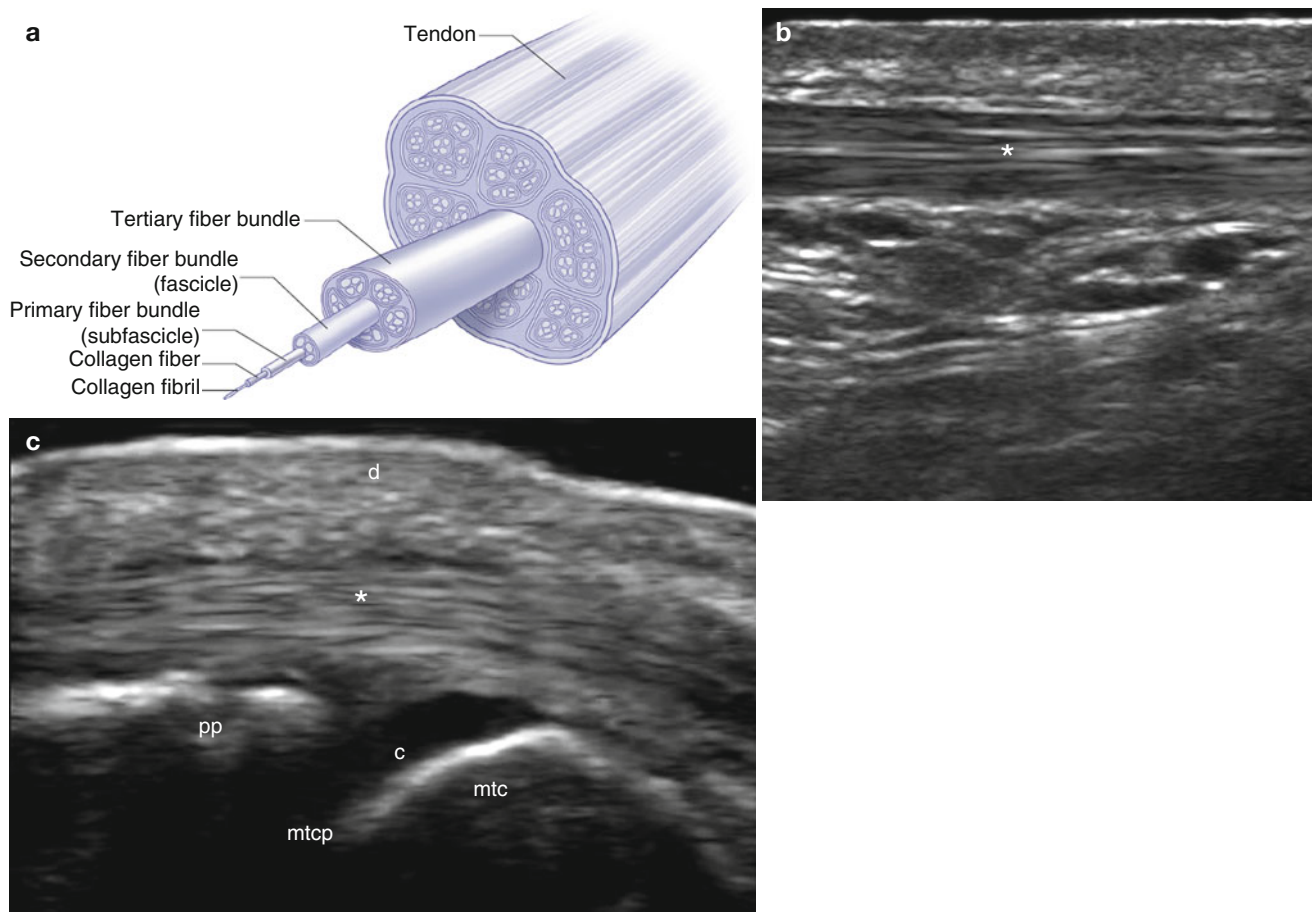 a
Tendon
Tertiary fiber bundle
Secondary fiber bundle
(fascicle)
Primary fiber bundle
(subfascicle)
Collagen fiber
Collagen fibril
b
*
c
d
*
pp
c
mtc
mtcp